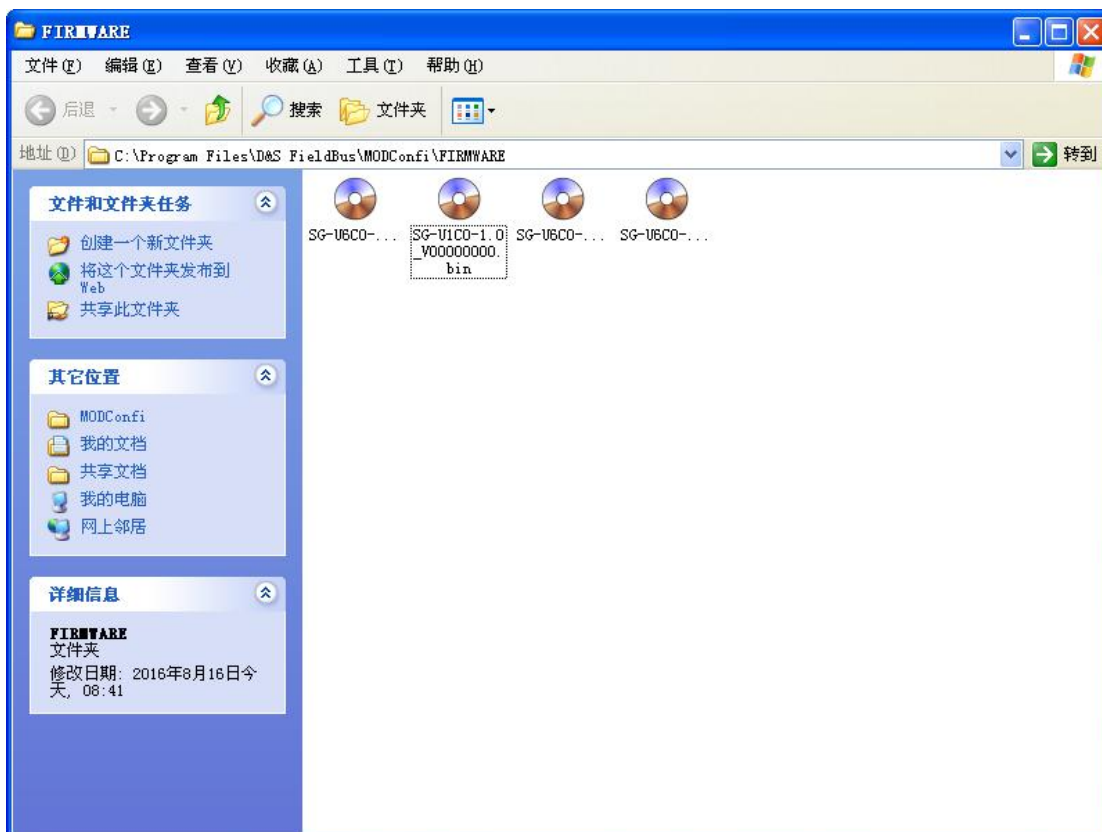 FIRMWARE
文件(F) 编辑(E) 查看(V) 收藏(A) 工具(T) 帮助(H)
后退 搜索 文件夹
地址(D) C:\Program Files\D&S FieldBus\MODConfi\FIRMWARE 转到
文件和文件夹任务
创建一个新文件夹
将这个文件夹发布到
Web
共享此文件夹
其它位置
MODConfi
我的文档
共享文档
我的电脑
网上邻居
详细信息
FIRMWARE
文件夹
修改日期: 2016年8月16日今
天, 08:41
SG-U6C0-...
SG-U1C0-1.0
_V00000000.
bin
SG-U6C0-...
SG-U6C0-...